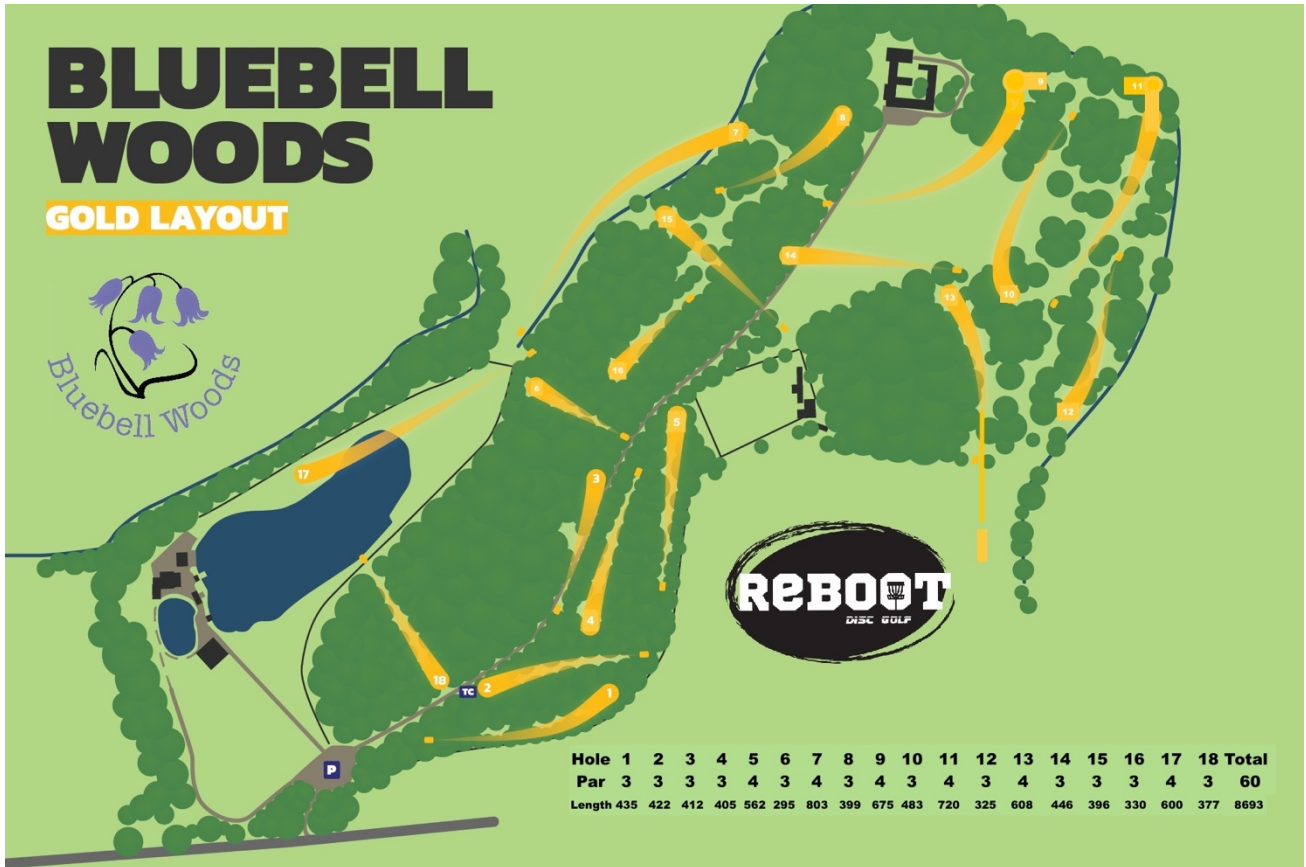 BLUEBELL
WOODS
GOLD LAYOUT
Bluebell Woods
7
8
9
11
15
14
13
10
12
16
6
5
17
3
4
18
TC
2
1
P
ReBOOT
DISC GOLF
Hole 1 2 3 4 5 6 7 8 9 10 11 12 13 14 15 16 17 18 Total
Par 3 3 3 3 4 3 4 3 4 3 4 3 4 3 3 3 4 3 60
Length 435 422 412 405 562 295 803 399 675 483 720 325 608 446 396 330 600 377 8693